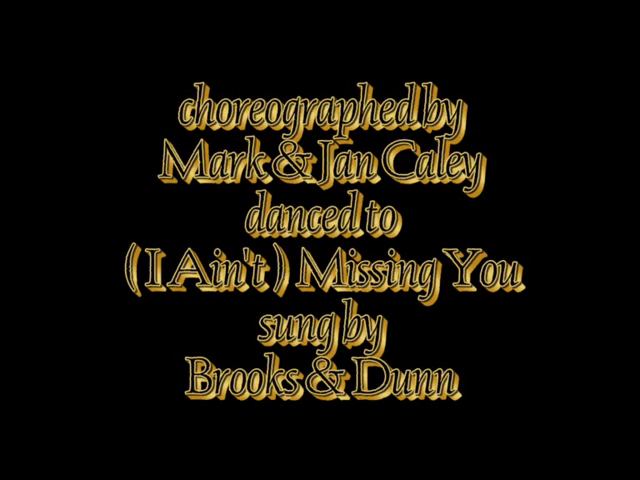 choreographed by
Mark & Jan Caley
danced to
( I Ain't ) Missing You
sung by
Brooks & Dunn